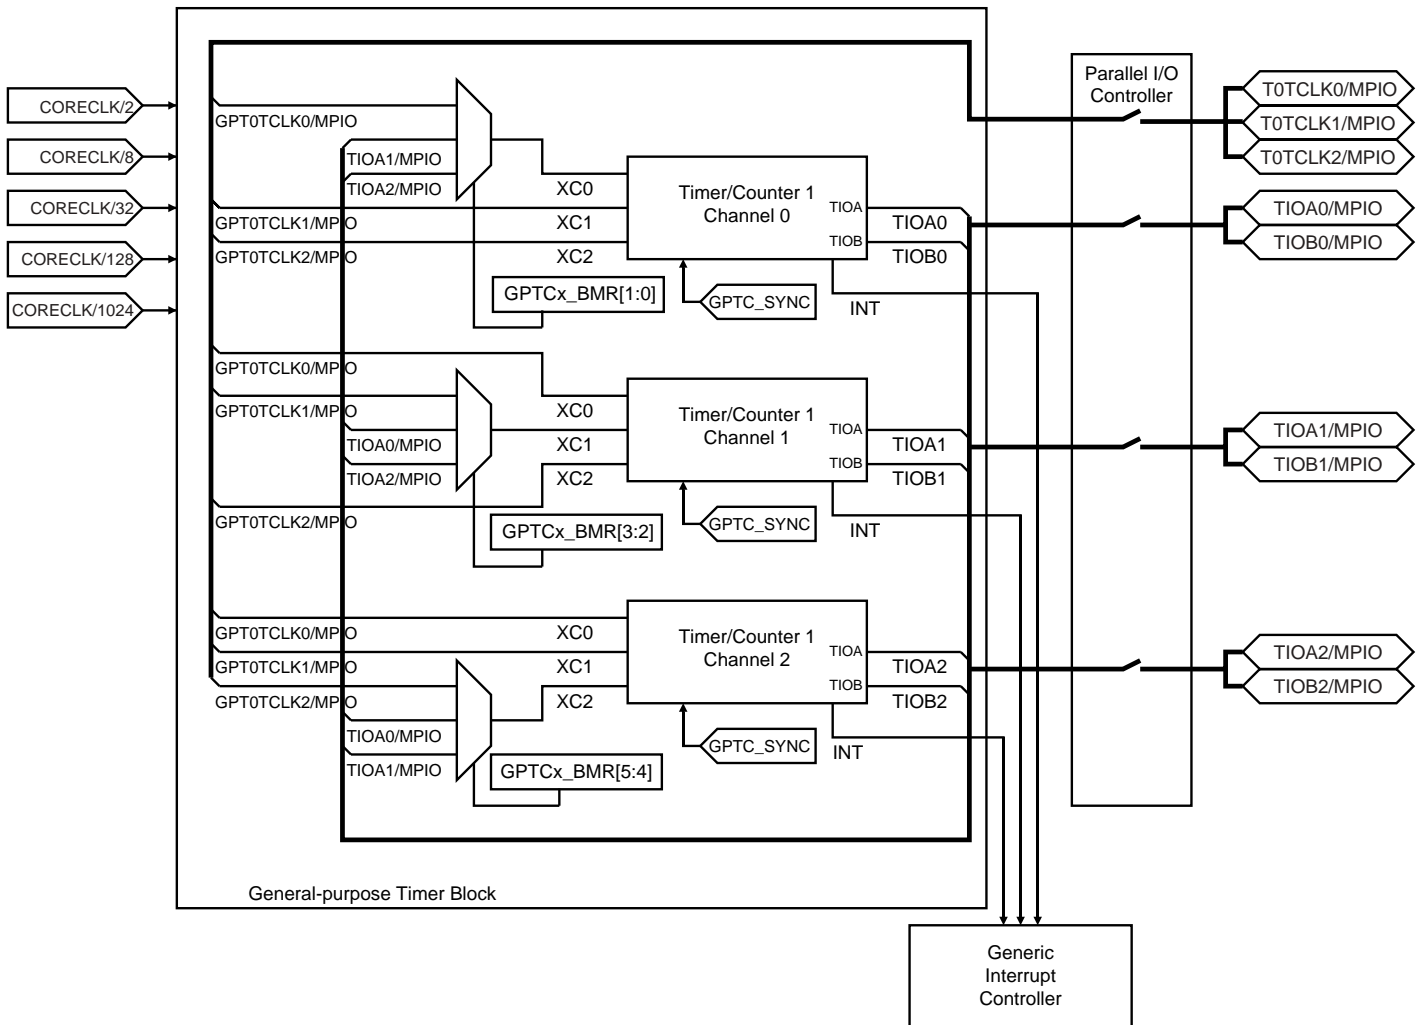 CORECLK/2
CORECLK/8
CORECLK/32
CORECLK/128
CORECLK/1024
GPT0TCLK0/MPIO
TIOA1/MPIO
TIOA2/MPIO
GPT0TCLK1/MPIO
GPT0TCLK2/MPIO
XC0
XC1
XC2
Timer/Counter 1
Channel 0
TIOA
TIOB
TIOA0
TIOB0
GPTCx_BMR[1:0]
GPTC_SYNC
INT
GPT0TCLK0/MPIO
GPT0TCLK1/MPIO
TIOA0/MPIO
TIOA2/MPIO
GPT0TCLK2/MPIO
XC0
XC1
XC2
Timer/Counter 1
Channel 1
TIOA
TIOB
TIOA1
TIOB1
GPTCx_BMR[3:2]
GPTC_SYNC
INT
GPT0TCLK0/MPIO
GPT0TCLK1/MPIO
GPT0TCLK2/MPIO
TIOA0/MPIO
TIOA1/MPIO
XC0
XC1
XC2
Timer/Counter 1
Channel 2
TIOA
TIOB
TIOA2
TIOB2
GPTCx_BMR[5:4]
GPTC_SYNC
INT
General-purpose Timer Block
Parallel I/O
Controller
T0TCLK0/MPIO
T0TCLK1/MPIO
T0TCLK2/MPIO
TIOA0/MPIO
TIOB0/MPIO
TIOA1/MPIO
TIOB1/MPIO
TIOA2/MPIO
TIOB2/MPIO
Generic
Interrupt
Controller